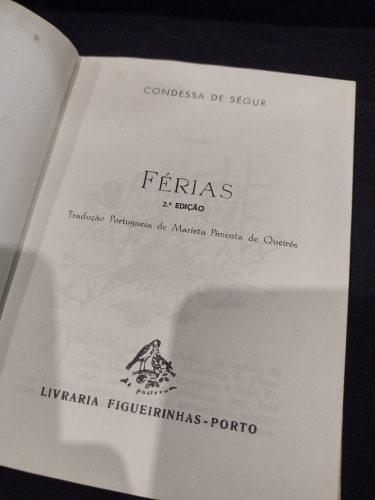 CONDESSA DE SÉGUR
FÉRIAS
2.ª EDIÇÃO
Tradução Portuguesa de Marieta Pimenta de Queirós
LIVRARIA FIGUEIRINHAS-PORTO